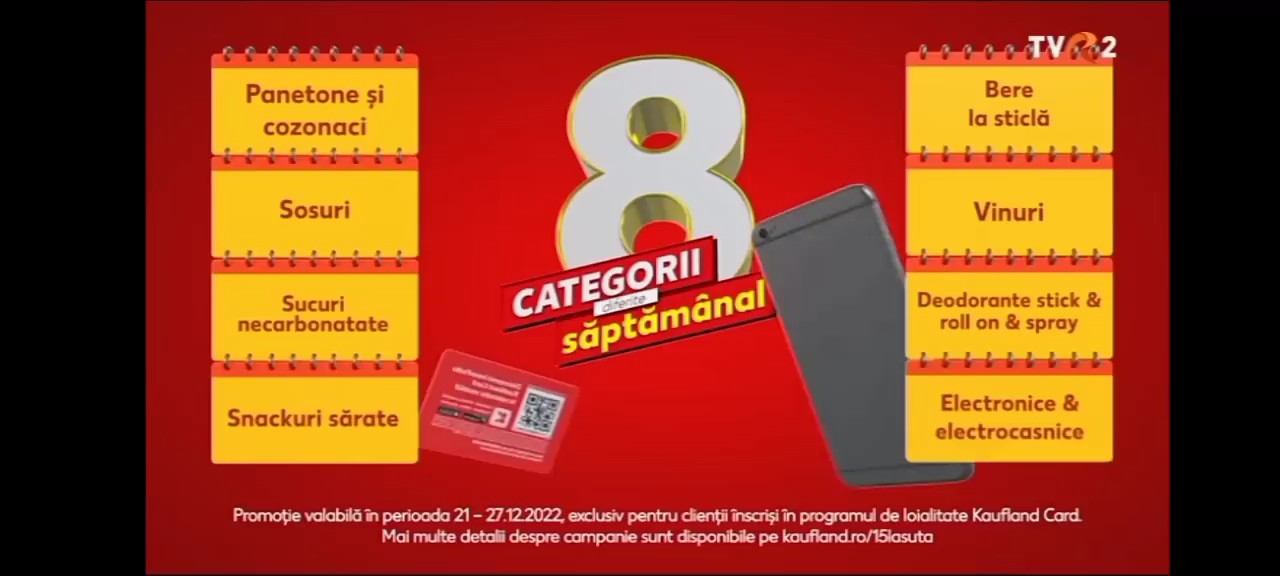 TVR2
Panetone și
cozonaci
Sosuri
Sucuri
necarbonatate
Snackuri sărate
8
CATEGORII
diferite
săptămânal
Bere
la sticlă
Vinuri
Deodorante stick &
roll on & spray
Electronice &
electrocasnice
Promoție valabilă în perioada 21 – 27.12.2022, exclusiv pentru clienții înscriși în programul de loialitate Kaufland Card.
Mai multe detalii despre campanie sunt disponibile pe kaufland.ro/15lasuta